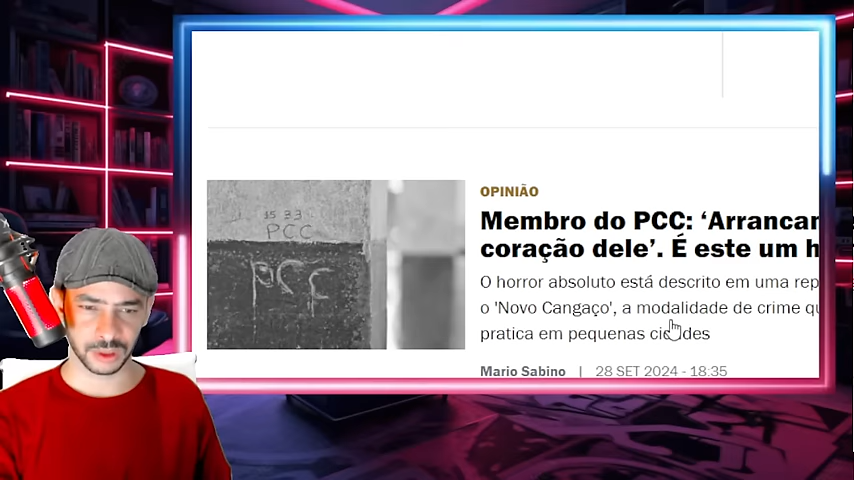 15 33
PCC
PCC
OPINIÃO
Membro do PCC: ‘Arrancar
coração dele’. É este um h
O horror absoluto está descrito em uma rep
o 'Novo Cangaço', a modalidade de crime qu
pratica em pequenas cidades
Mario Sabino | 28 SET 2024 - 18:35